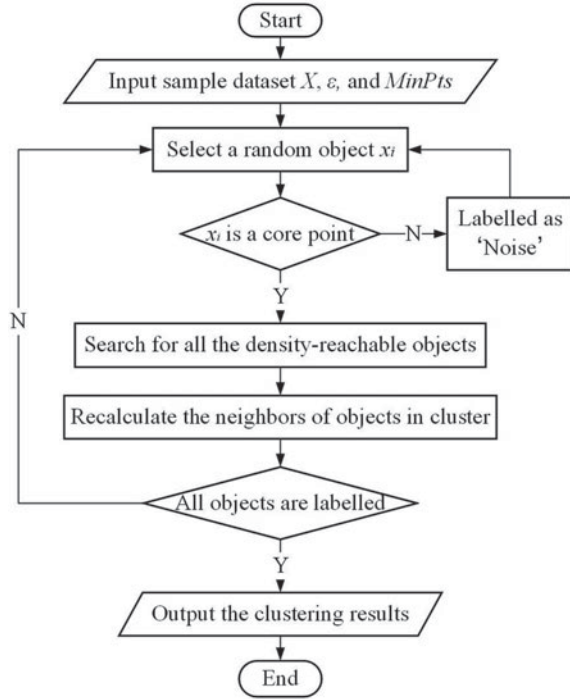 Start
Input sample dataset X, ε, and MinPts
Select a random object xi
xi is a core point
N
Labelled as
‘Noise’
Y
N
Search for all the density-reachable objects
Recalculate the neighbors of objects in cluster
All objects are labelled
Y
Output the clustering results
End